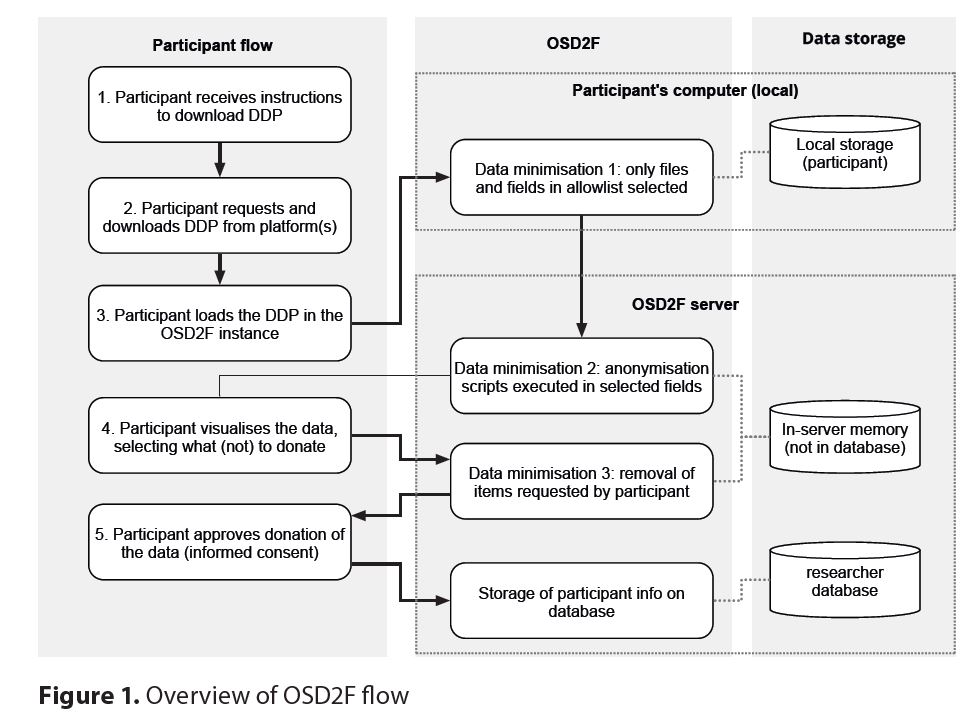 Participant flow
OSD2F
Data storage
Participant's computer (local)
1. Participant receives instructions
to download DDP
Data minimisation 1: only files
and fields in allowlist selected
Local storage
(participant)
2. Participant requests and
downloads DDP from platform(s)
3. Participant loads the DDP in the
OSD2F instance
OSD2F server
Data minimisation 2: anonymisation
scripts executed in selected fields
4. Participant visualises the data,
selecting what (not) to donate
In-server memory
(not in database)
Data minimisation 3: removal of
items requested by participant
5. Participant approves donation of
the data (informed consent)
Storage of participant info on
database
researcher
database
Figure 1. Overview of OSD2F flow